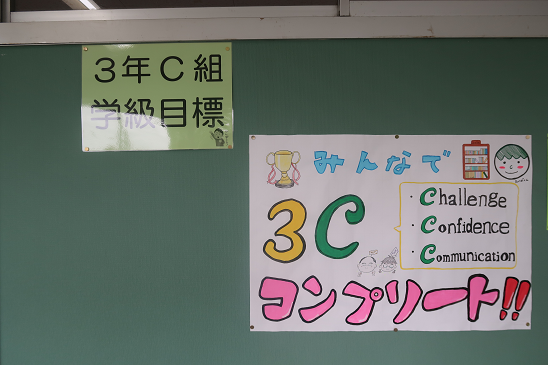 3年C組
学級目標
みんなで
3C
・Challenge
・Confidence
・Communication
コンプリート!!